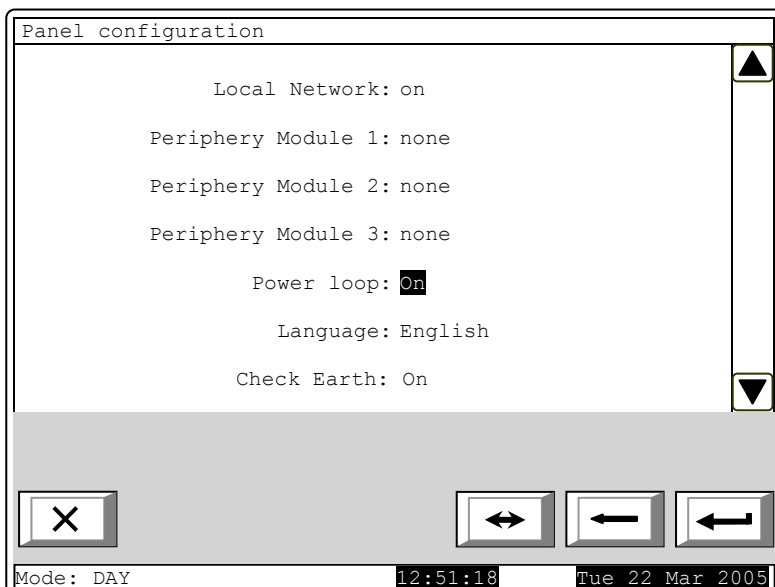 Panel configuration
Local Network: on
Periphery Module 1: none
Periphery Module 2: none
Periphery Module 3: none
Power loop: On
Language: English
Check Earth: On
Mode: DAY 12:51:18 Tue 22 Mar 2005